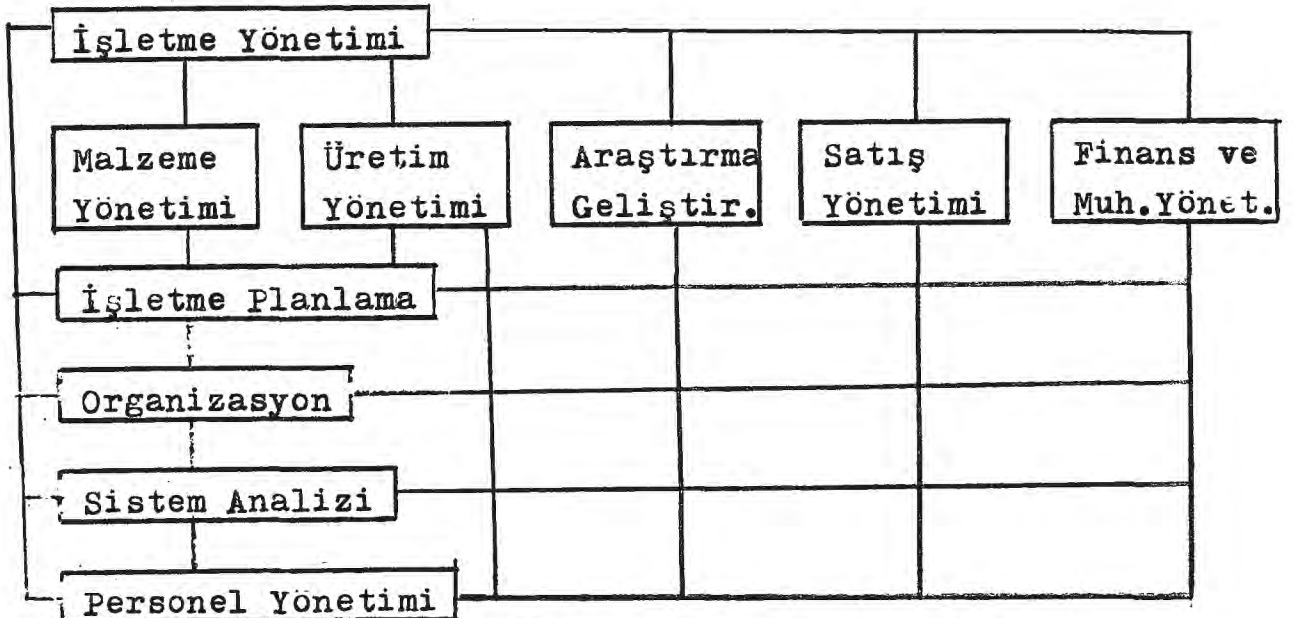 İşletme Yönetimi
Malzeme
Yönetimi
Üretim
Yönetimi
Araştırma
Geliştir.
Satış
Yönetimi
Finans ve
Muh.Yönet.
İşletme Planlama
Organizasyon
Sistem Analizi
Personel Yönetimi